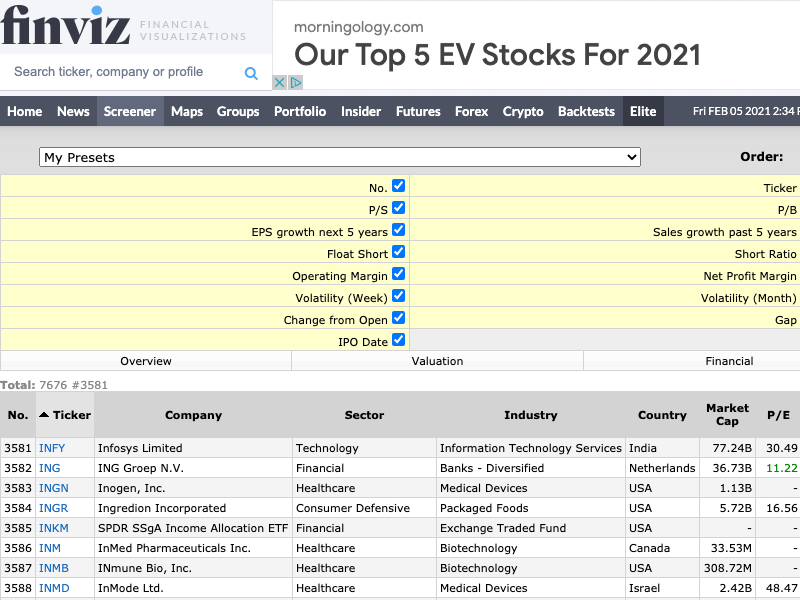 finviz FINANCIAL
VISUALIZATIONS
morningology.com
Our Top 5 EV Stocks For 2021
Search ticker, company or profile
Home News Screener Maps Groups Portfolio Insider Futures Forex Crypto Backtests Elite Fri FEB 05 2021 2:34
My Presets Order:
No. Ticker
P/S P/B
EPS growth next 5 years Sales growth past 5 years
Float Short Short Ratio
Operating Margin Net Profit Margin
Volatility (Week) Volatility (Month)
Change from Open Gap
IPO Date
Overview Valuation Financial
Total: 7676 #3581
No. Ticker Company Sector Industry Country Market Cap P/E
3581 INFY Infosys Limited Technology Information Technology Services India 77.24B 30.49
3582 ING ING Groep N.V. Financial Banks - Diversified Netherlands 36.73B 11.22
3583 INGN Inogen, Inc. Healthcare Medical Devices USA 1.13B -
3584 INGR Ingredion Incorporated Consumer Defensive Packaged Foods USA 5.72B 16.56
3585 INKM SPDR SSgA Income Allocation ETF Financial Exchange Traded Fund USA - -
3586 INM InMed Pharmaceuticals Inc. Healthcare Biotechnology Canada 33.53M -
3587 INMB INmune Bio, Inc. Healthcare Biotechnology USA 308.72M -
3588 INMD InMode Ltd. Healthcare Medical Devices Israel 2.42B 48.47